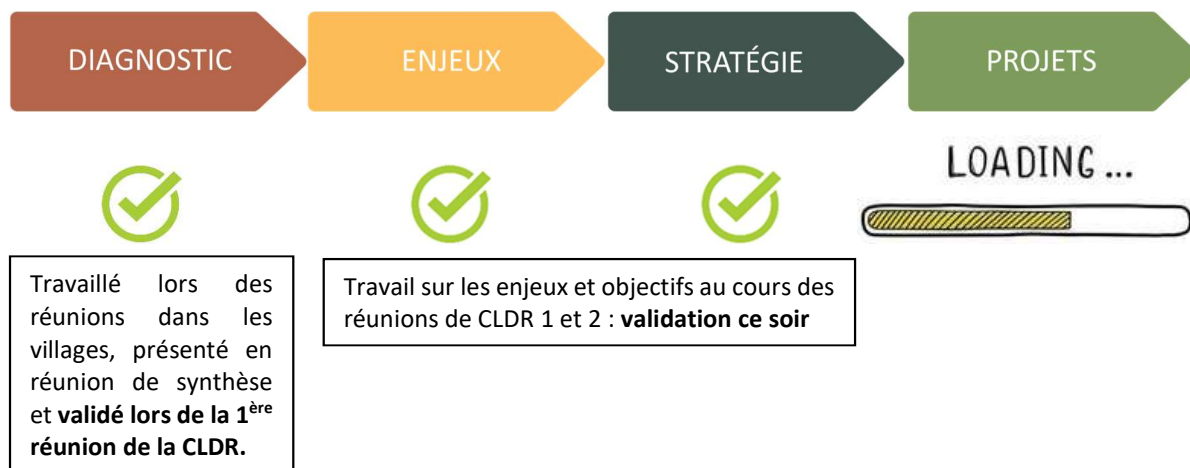 DIAGNOSTIC
ENJEUX
STRATÉGIE
PROJETS
LOADING ...
Travaillé lors des
réunions dans les
villages, présenté en
réunion de synthèse
et validé lors de la 1ère
réunion de la CLDR.
Travail sur les enjeux et objectifs au cours des
réunions de CLDR 1 et 2 : validation ce soir